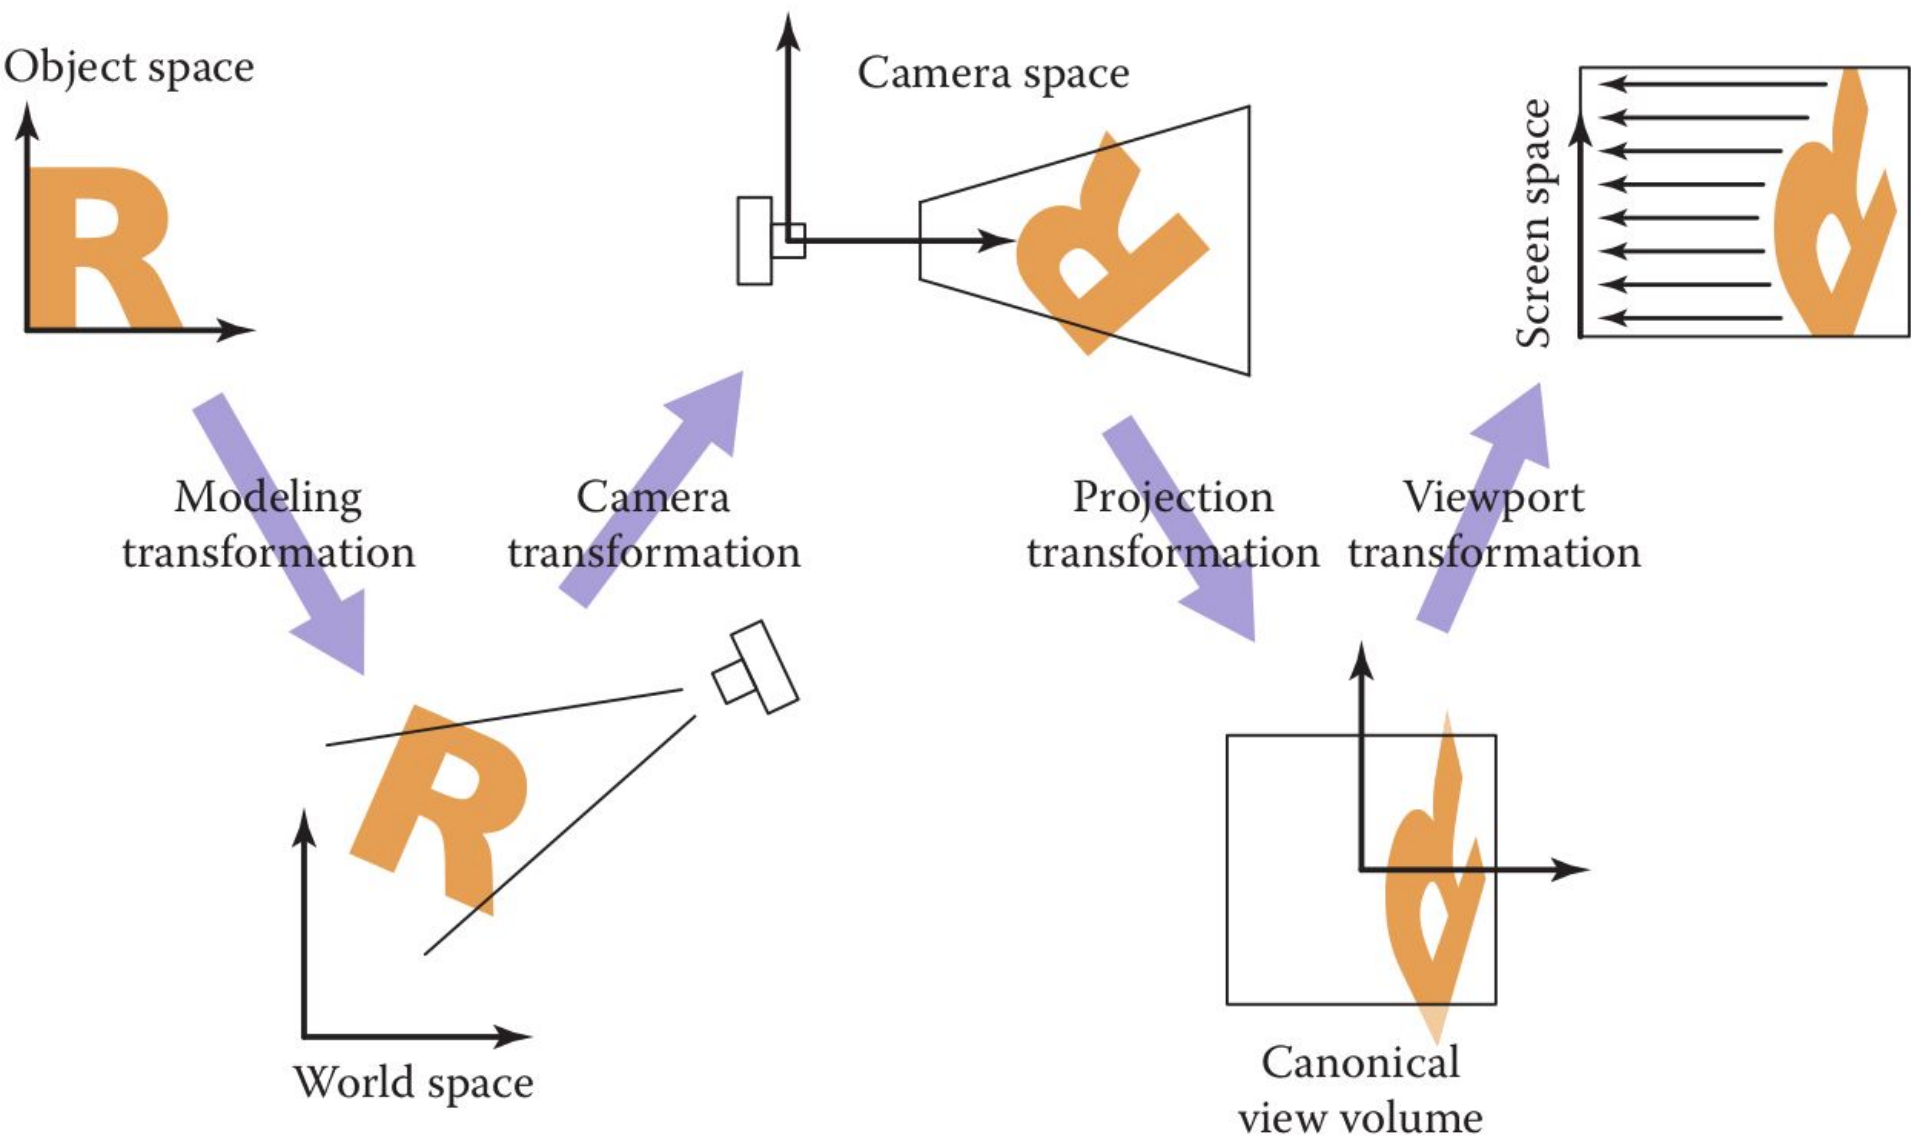 Object space
Camera space
Screen space
Modeling
transformation
Camera
transformation
Projection
transformation
Viewport
transformation
World space
Canonical
view volume